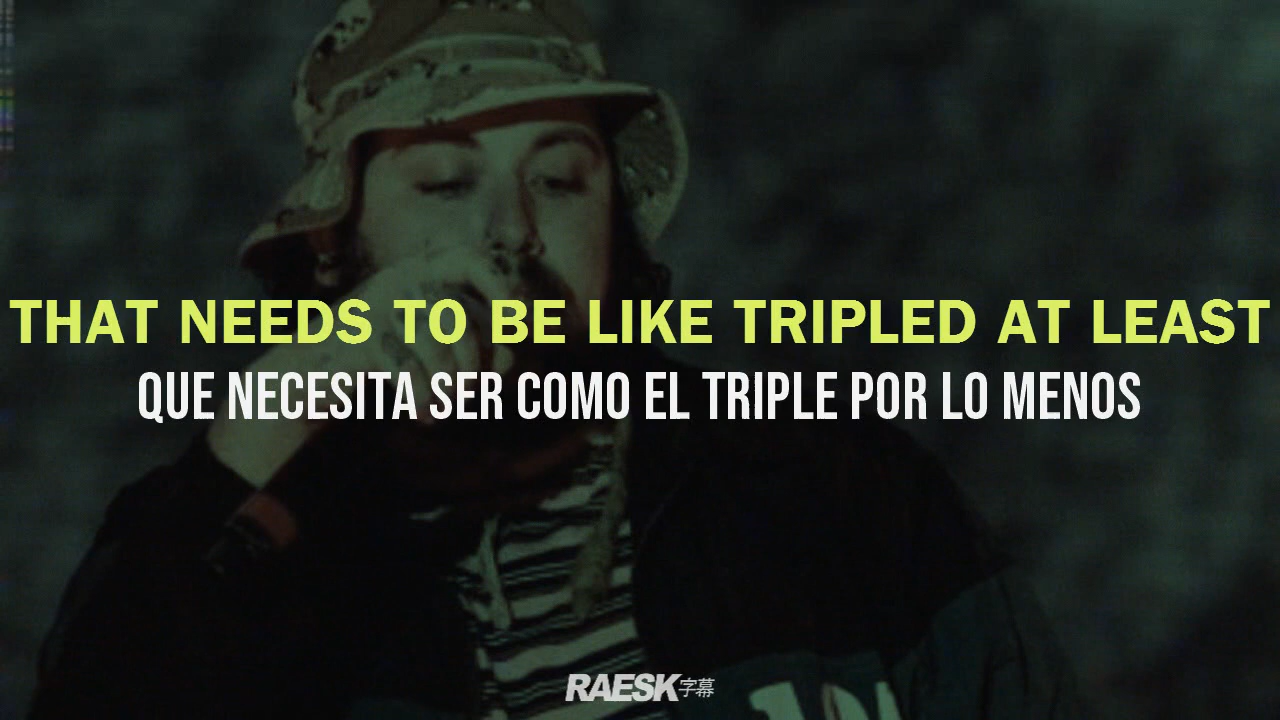 THAT NEEDS TO BE LIKE TRIPLED AT LEAST
QUE NECESITA SER COMO EL TRIPLE POR LO MENOS
RAESK字幕